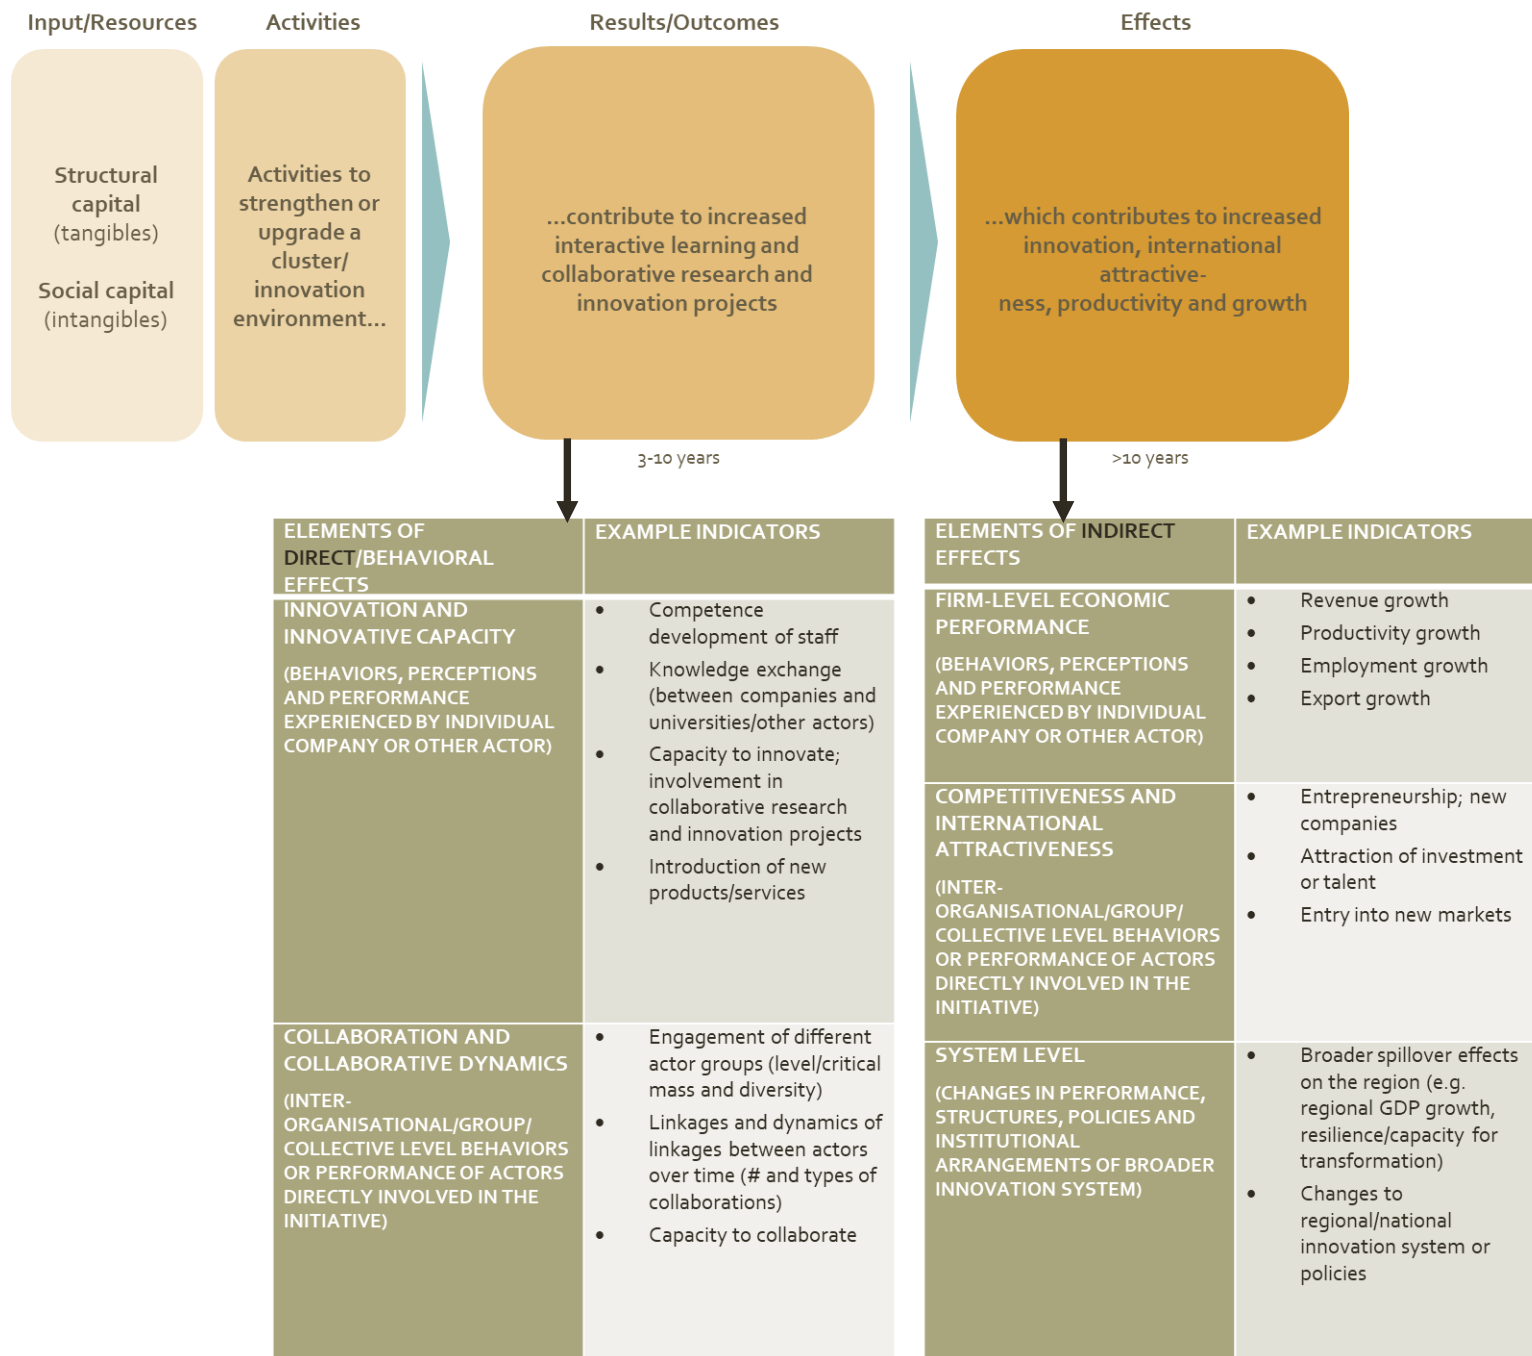 Input/Resources
Activities
Results/Outcomes
Effects
Structural
capital
(tangibles)
Social capital
(intangibles)
Activities to
strengthen or
upgrade a
cluster/
innovation
environment...
...contribute to increased
interactive learning and
collaborative research and
innovation projects
...which contributes to increased
innovation, international
attractive-
ness, productivity and growth
3-10 years
>10 years
ELEMENTS OF
DIRECT/BEHAVIORAL
EFFECTS
EXAMPLE INDICATORS
INNOVATION AND
INNOVATIVE CAPACITY
(BEHAVIORS, PERCEPTIONS
AND PERFORMANCE
EXPERIENCED BY INDIVIDUAL
COMPANY OR OTHER ACTOR)
• Competence
development of staff
• Knowledge exchange
(between companies and
universities/other actors)
• Capacity to innovate;
involvement in
collaborative research
and innovation projects
• Introduction of new
products/services
COLLABORATION AND
COLLABORATIVE DYNAMICS
(INTER-
ORGANISATIONAL/GROUP/
COLLECTIVE LEVEL BEHAVIORS
OR PERFORMANCE OF ACTORS
DIRECTLY INVOLVED IN THE
INITIATIVE)
• Engagement of different
actor groups (level/critical
mass and diversity)
• Linkages and dynamics of
linkages between actors
over time (# and types of
collaborations)
• Capacity to collaborate
ELEMENTS OF INDIRECT
EFFECTS
EXAMPLE INDICATORS
FIRM-LEVEL ECONOMIC
PERFORMANCE
(BEHAVIORS, PERCEPTIONS
AND PERFORMANCE
EXPERIENCED BY INDIVIDUAL
COMPANY OR OTHER ACTOR)
• Revenue growth
• Productivity growth
• Employment growth
• Export growth
COMPETITIVENESS AND
INTERNATIONAL
ATTRACTIVENESS
(INTER-
ORGANISATIONAL/GROUP/
COLLECTIVE LEVEL BEHAVIORS
OR PERFORMANCE OF ACTORS
DIRECTLY INVOLVED IN THE
INITIATIVE)
• Entrepreneurship; new
companies
• Attraction of investment
or talent
• Entry into new markets
SYSTEM LEVEL
(CHANGES IN PERFORMANCE,
STRUCTURES, POLICIES AND
INSTITUTIONAL
ARRANGEMENTS OF BROADER
INNOVATION SYSTEM)
• Broader spillover effects
on the region (e.g.
regional GDP growth,
resilience/capacity for
transformation)
• Changes to
regional/national
innovation system or
policies